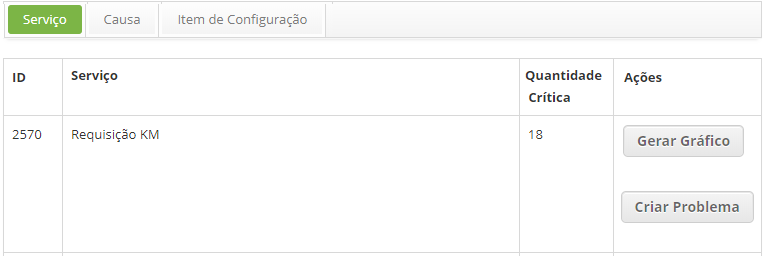 Serviço Causa Item de Configuração
ID Serviço Quantidade Crítica Ações
2570 Requisição KM 18 Gerar Gráfico
Criar Problema